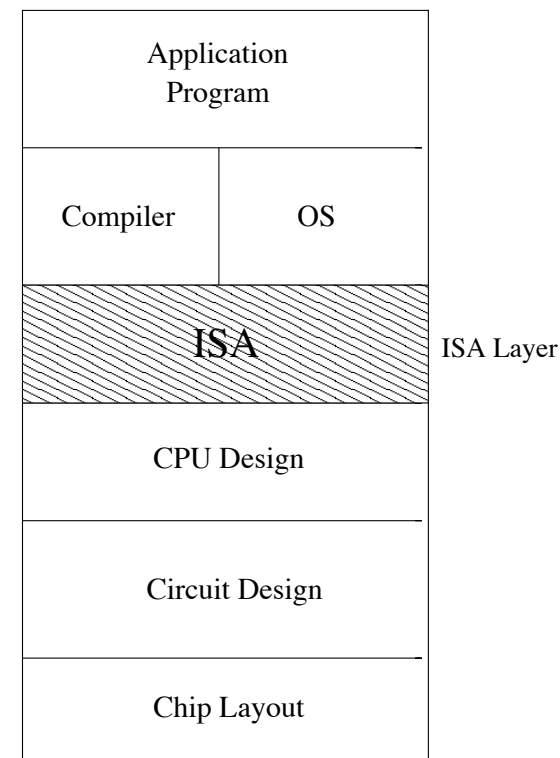 Application
Program
Compiler
OS
ISA
ISA Layer
CPU Design
Circuit Design
Chip Layout